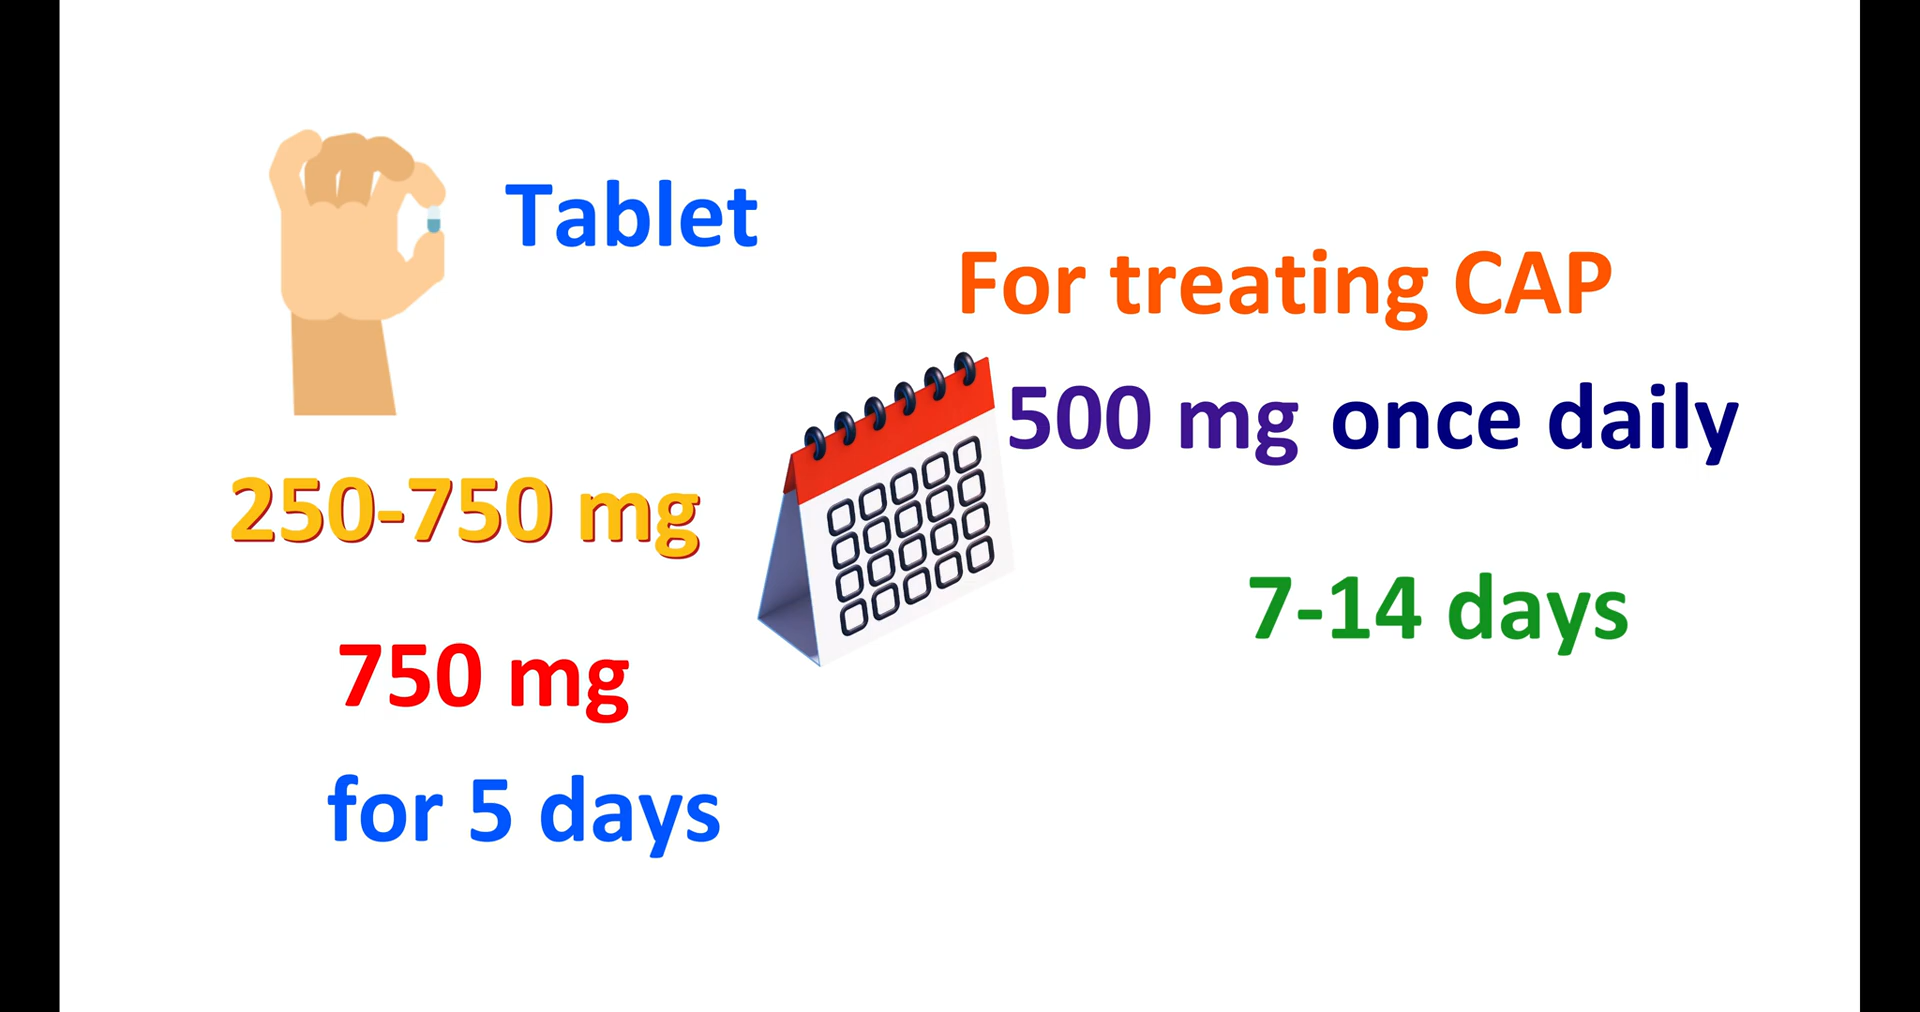 Tablet
250-750 mg
750 mg
for 5 days
For treating CAP
500 mg once daily
7-14 days